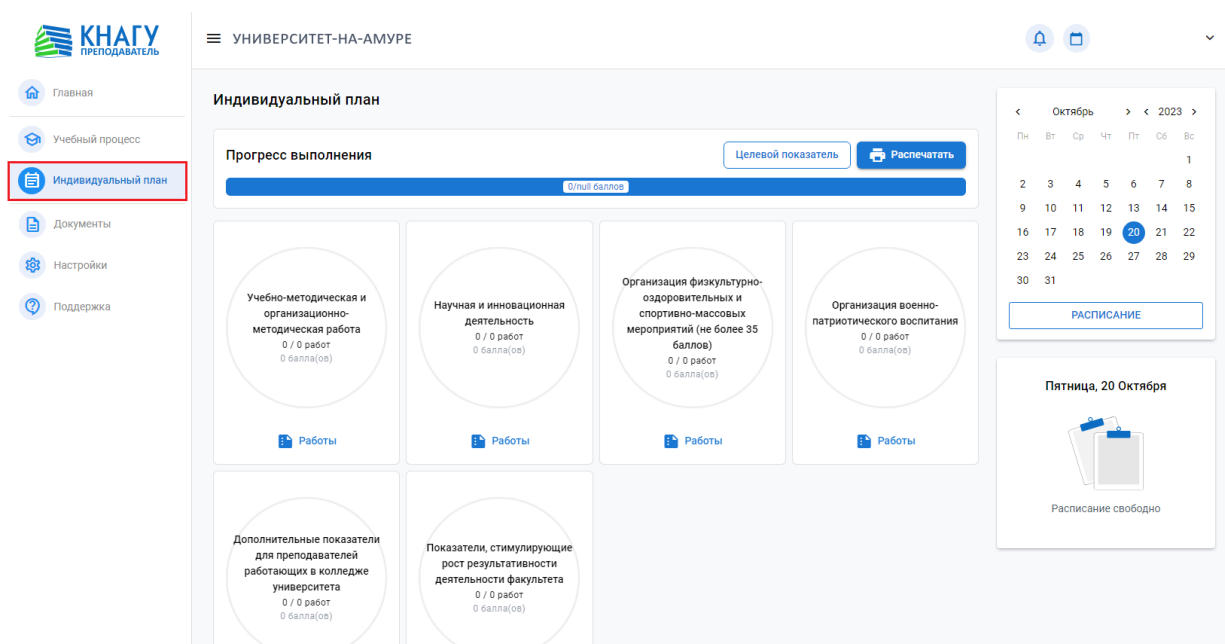 КНАГУ
ПРЕПОДАВАТЕЛЬ
УНИВЕРСИТЕТ-НА-АМУРЕ
Главная
Учебный процесс
Индивидуальный план
Документы
Настройки
Поддержка
Индивидуальный план
Прогресс выполнения
Целевой показатель
Распечатать
0/null баллов
Учебно-методическая и
организационно-
методическая работа
0 / 0 работ
0 балла(ов)
Работы
Научная и инновационная
деятельность
0 / 0 работ
0 балла(ов)
Работы
Организация физкультурно-
оздоровительных и
спортивно-массовых
мероприятий (не более 35
баллов)
0 / 0 работ
0 балла(ов)
Работы
Организация военно-
патриотического воспитания
0 / 0 работ
0 балла(ов)
Работы
Дополнительные показатели
для преподавателей
работающих в колледже
университета
0 / 0 работ
0 балла(ов)
Показатели, стимулирующие
рост результативности
деятельности факультета
0 / 0 работ
0 балла(ов)
Октябрь 2023
Пн Вт Ср Чт Пт Сб Вс
1
2 3 4 5 6 7 8
9 10 11 12 13 14 15
16 17 18 19 20 21 22
23 24 25 26 27 28 29
30 31
РАСПИСАНИЕ
Пятница, 20 Октября
Расписание свободно